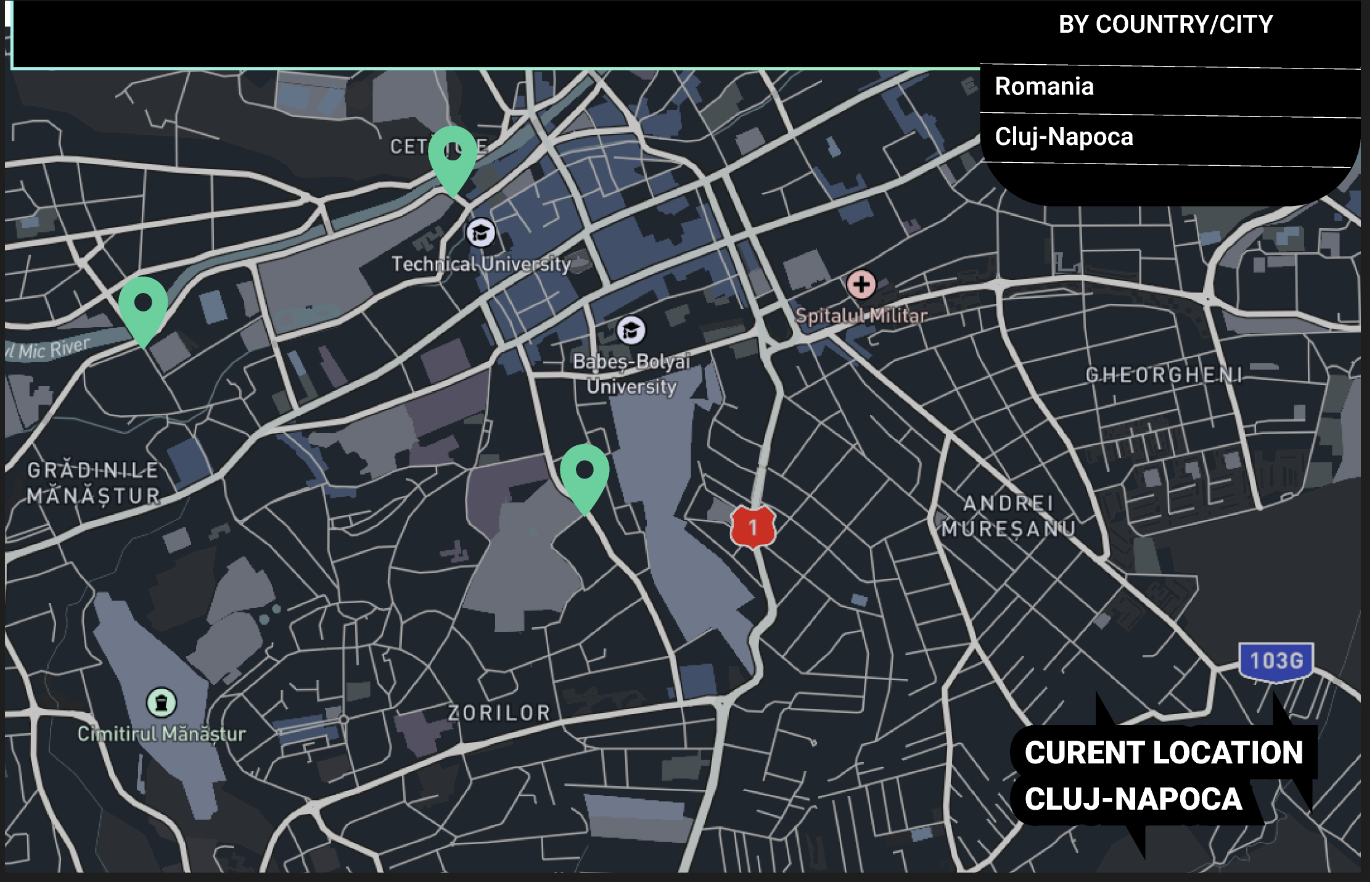 BY COUNTRY/CITY
Romania
Cluj-Napoca
Technical University
Spitalul Militar
Babeș-Bolyai
University
Mic River
GHEORGHENI
GRĂDINILE
MĂNĂȘTUR
ANDREI
MUREȘANU
1
103G
Cimitirul Mănăștur
ZORILOR
CURENT LOCATION
CLUJ-NAPOCA